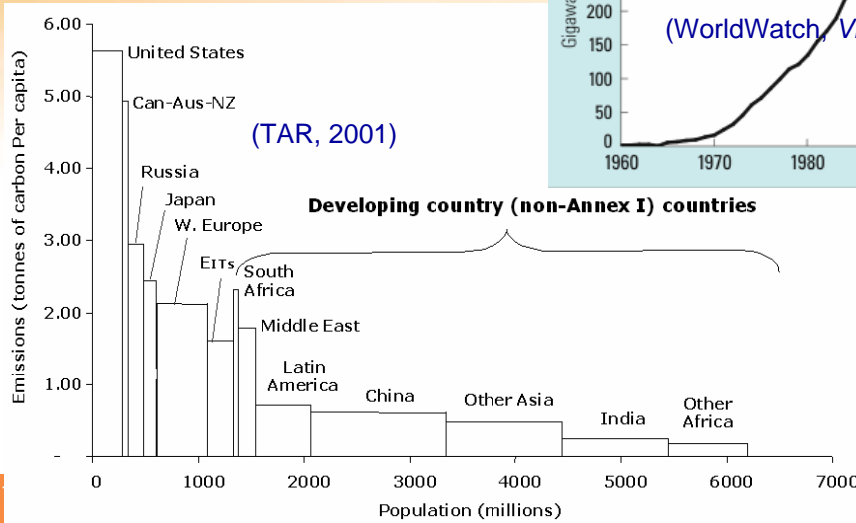 6.00
5.00
4.00
3.00
2.00
1.00
-
Emissions (tonnes of carbon Per capita)
United States
Can-Aus-NZ
(TAR, 2001)
Russia
Japan
W. Europe
EITs
South
Africa
Middle East
Latin
America
China
Other Asia
India
Other
Africa
Developing country (non-Annex I) countries
0 1000 2000 3000 4000 5000 6000 7000
Population (millions)
200
150
100
50
0
(WorldWatch,
1960 1970 1980